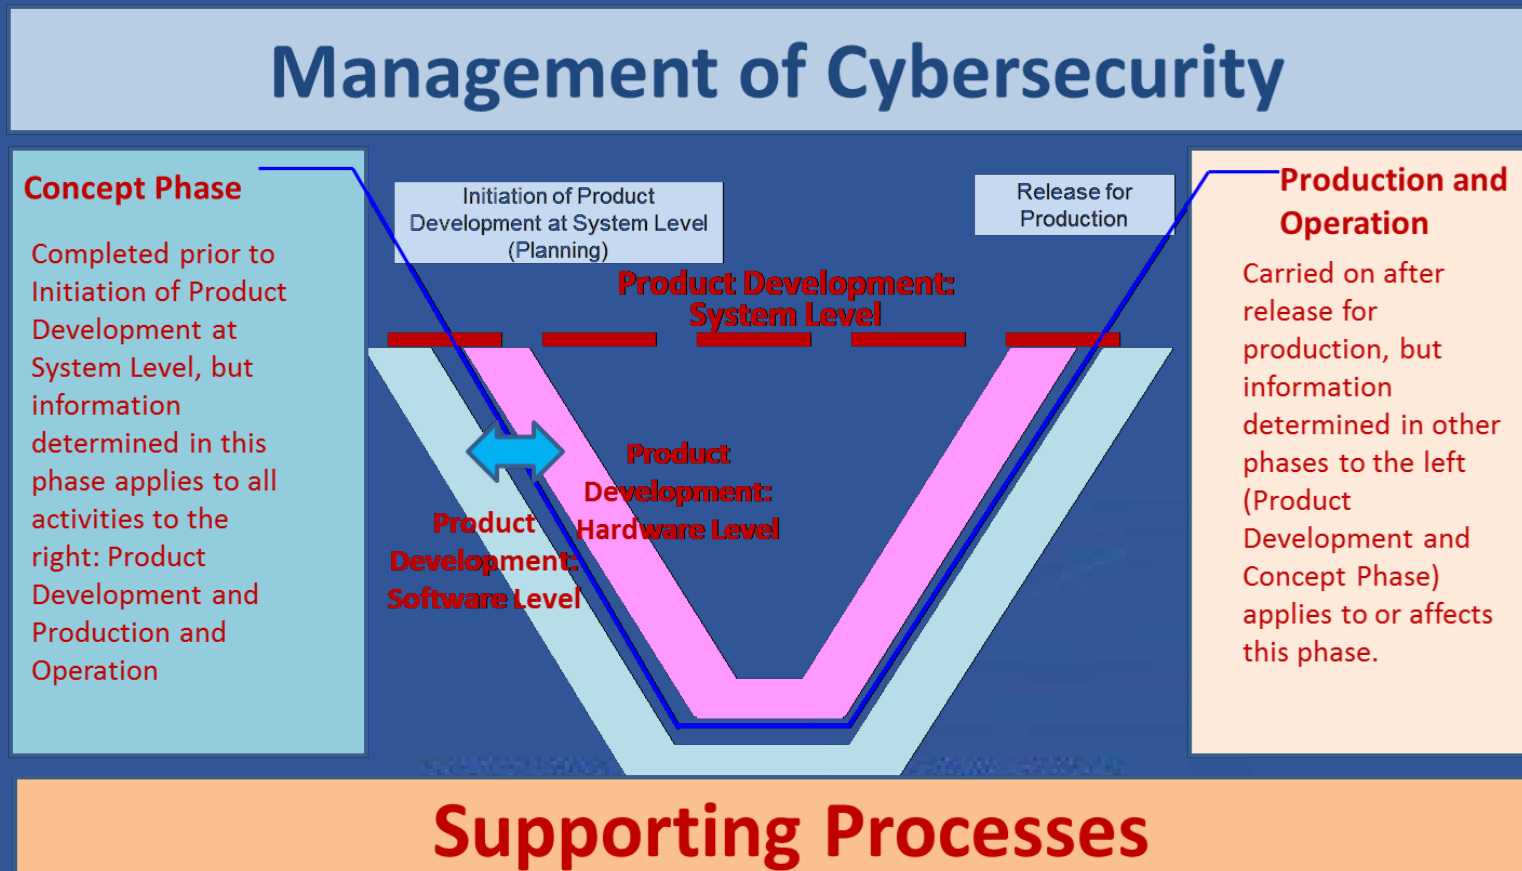 Management of Cybersecurity
Concept Phase
Completed prior to
Initiation of Product
Development at
System Level, but
information
determined in this
phase applies to all
activities to the
right: Product
Development and
Production and
Operation
Initiation of Product
Development at System Level
(Planning)
Release for
Production
Product Development:
System Level
Product
Development:
Hardware Level
Product
Development:
Software Level
Production and
Operation
Carried on after
release for
production, but
information
determined in other
phases to the left
(Product
Development and
Concept Phase)
applies to or affects
this phase.
Supporting Processes